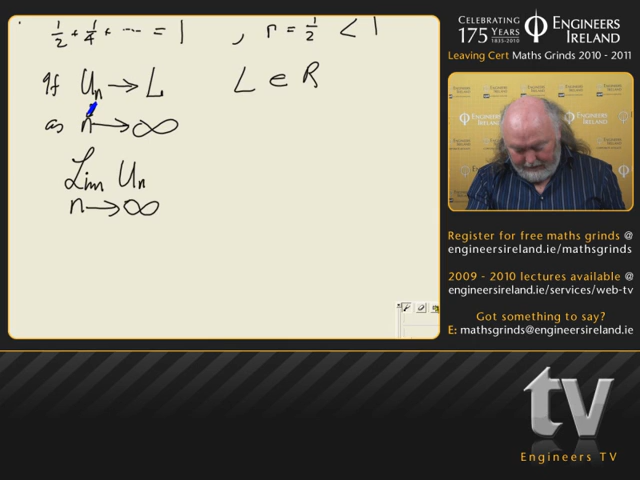 1/2 + 1/4 + ... = 1 , r = 1/2 < 1
If Un → L L ∈ R
as n → ∞
Lim Un
n → ∞
CELEBRATING
175 YEARS
1835-2010
ENGINEERS
IRELAND
Leaving Cert Maths Grinds 2010 - 2011
Register for free maths grinds @
engineersireland.ie/mathsgrinds
2009 - 2010 lectures available @
engineersireland.ie/services/web-tv
Got something to say?
E: mathsgrinds@engineersireland.ie
tv
Engineers TV